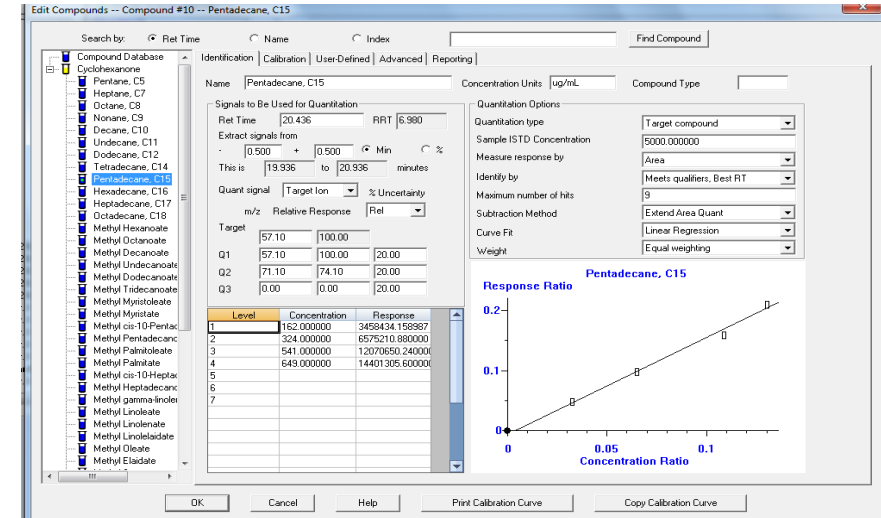 Edit Compounds -- Compound #10 -- Pentadecane, C15
Search by: Ret Time Name Index Find Compound
Compound Database
Cyclohexanone
Pentane, C5
Heptane, C7
Octane, C8
Nonane, C9
Decane, C10
Undecane, C11
Dodecane, C12
Tetradecane, C14
Pentadecane, C15
Hexadecane, C16
Heptadecane, C17
Octadecane, C18
Methyl Hexanoate
Methyl Octanoate
Methyl Decanoate
Methyl Undecanoate
Methyl Dodecanoate
Methyl Tridecanoate
Methyl Myristoleate
Methyl Myristate
Methyl cis-10-Pentac
Methyl Pentadecanc
Methyl Palmitoleate
Methyl Palmitate
Methyl cis-10-Heptac
Methyl Heptadecanc
Methyl gamma-linoler
Methyl Linoleate
Methyl Linolenate
Methyl Linolelaidate
Methyl Oleate
Methyl Elaidate
Identification Calibration User-Defined Advanced Reporting
Name Pentadecane, C15 Concentration Units ug/mL Compound Type
Signals to Be Used for Quantitation
Ret Time 20.436 RRT 6.980
Extract signals from
- 0.500 + 0.500 Min %
This is 19.936 to 20.936 minutes
Quant signal Target Ion % Uncertainty
m/z Relative Response Rel
Target
57.10 100.00
Q1 57.10 100.00 20.00
Q2 71.10 74.10 20.00
Q3 0.00 0.00 20.00
Quantitation Options
Quantitation type Target compound
Sample ISTD Concentration 5000.000000
Measure response by Area
Identify by Meets qualifiers, Best RT
Maximum number of hits 9
Subtraction Method Extend Area Quant
Curve Fit Linear Regression
Weight Equal weighting
Level Concentration Response
1 162.000000 3458434.158987
2 324.000000 6575210.880000
3 541.000000 12070650.240000
4 649.000000 14401305.600000
5
6
7
Pentadecane, C15
Response Ratio
0.2
0.1
0
0 0.05 0.1
Concentration Ratio
OK Cancel Help Print Calibration Curve Copy Calibration Curve